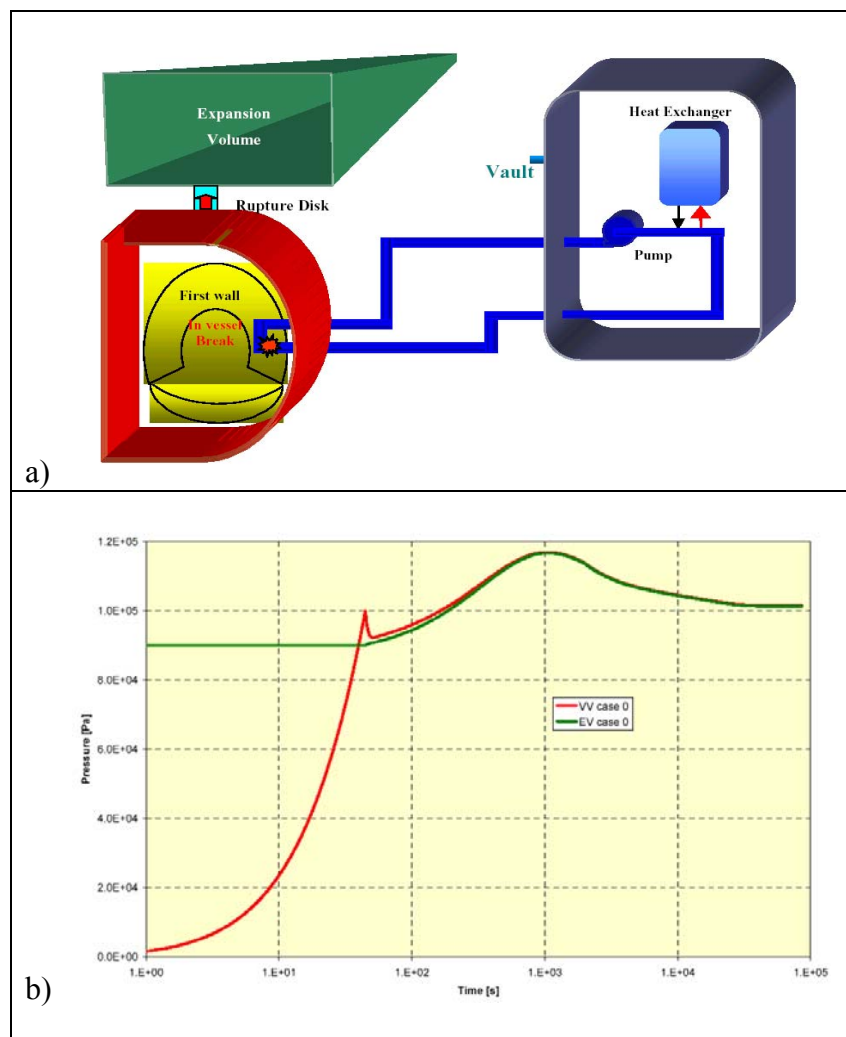 Expansion
Volume
Heat Exchanger
Vault
Rupture Disk
Pump
First wall
In vessel
Break
a)
1.2E+05
1.0E+05
8.0E+04
6.0E+04
4.0E+04
2.0E+04
0.0E+00
Pressure [Pa]
VV case 0
EV case 0
1.E+00 1.E+01 1.E+02 1.E+03 1.E+04 1.E+05
Time [s]
b)